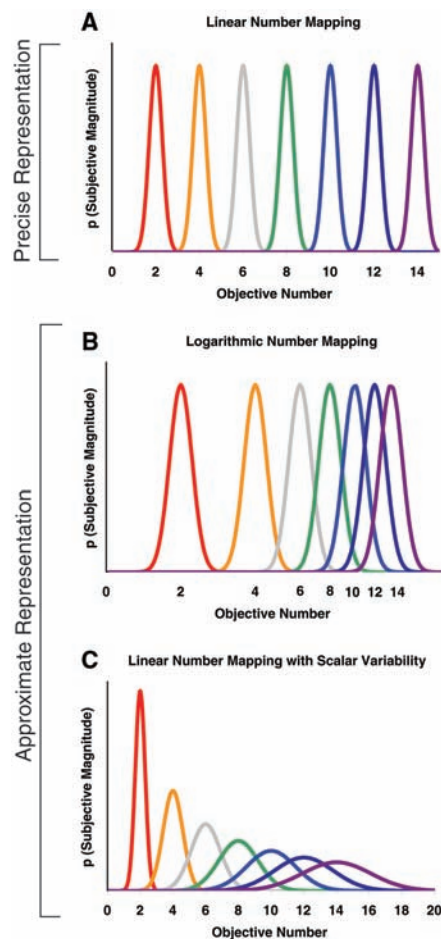 A
Linear Number Mapping
Precise Representation
p (Subjective Magnitude)
0 2 4 6 8 10 12 14
Objective Number
B
Logarithmic Number Mapping
Approximate Representation
p (Subjective Magnitude)
0 2 4 6 8 10 12 14
Objective Number
C
Linear Number Mapping with Scalar Variability
p (Subjective Magnitude)
0 2 4 6 8 10 12 14 16 18 20
Objective Number